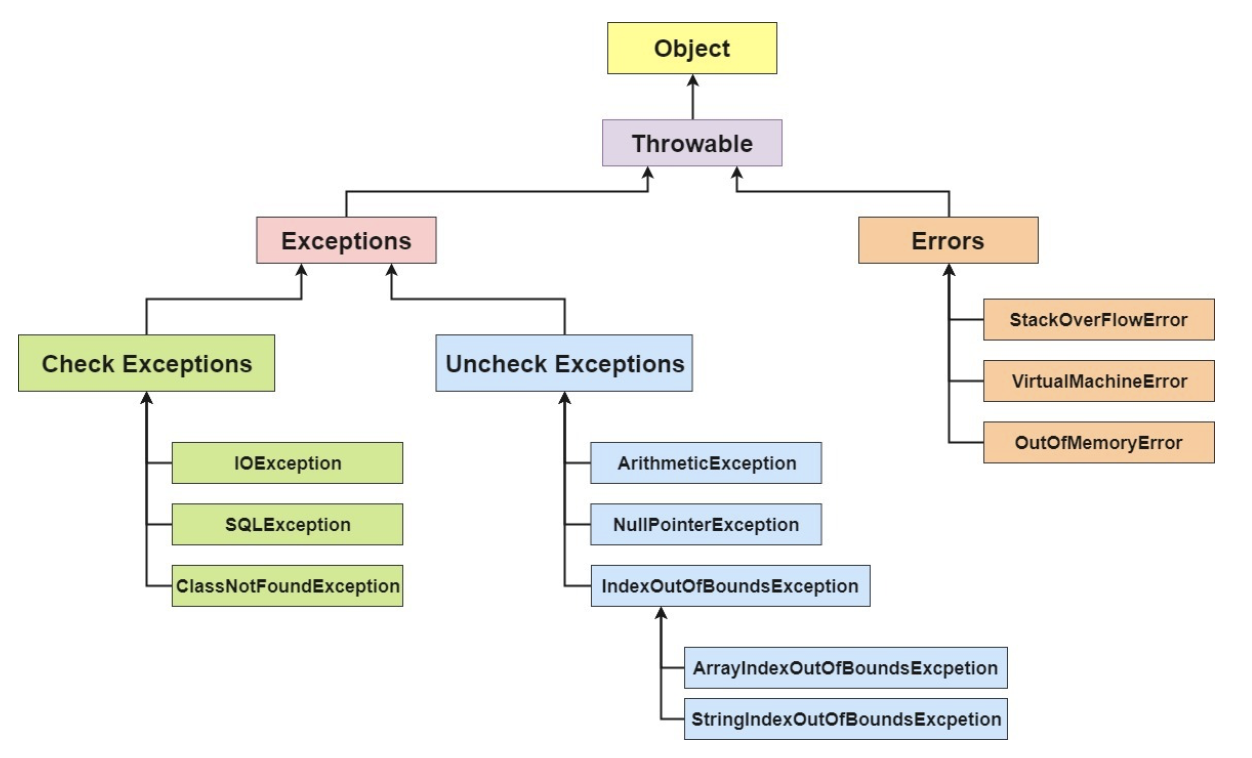 Object
Throwable
Exceptions
Errors
Check Exceptions
Uncheck Exceptions
StackOverFlowError
VirtualMachineError
OutOfMemoryError
IOException
SQLException
ClassNotFoundException
ArithmeticException
NullPointerException
IndexOutOfBoundsException
ArrayIndexOutOfBoundsExcpetion
StringIndexOutOfBoundsExcpetion